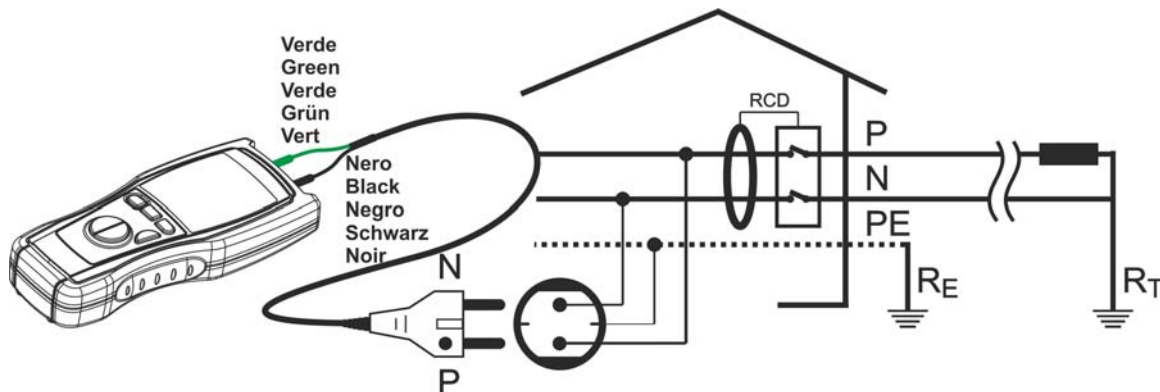 Verde
Green
Verde
Grün
Vert
Nero
Black
Negro
Schwarz
Noir
RCD
P
N
PE
N
P
RE
RT